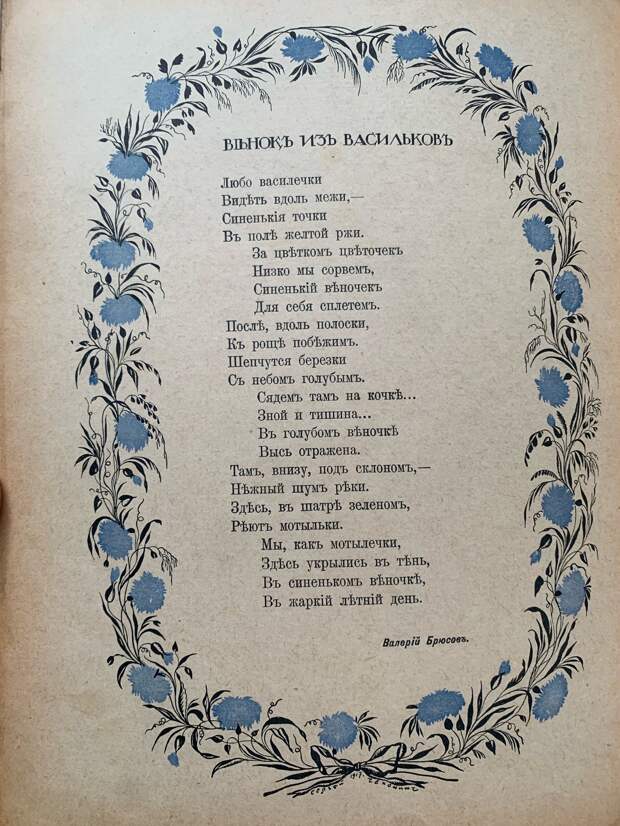 ВѢНОКЪ ИЗЪ ВАСИЛЬКОВЪ
Любо василечки
Видѣть вдоль межи,—
Синенькія точки
Въ полѣ желтой ржи.
За цвѣткомъ цвѣточекъ
Низко мы сорвемъ,
Синенькій вѣночекъ
Для себя сплетемъ.
Послѣ, вдоль полоски,
Къ рощѣ побѣжимъ.
Шепчутся березки
Съ небомъ голубымъ.
Сядемъ тамъ на кочкѣ...
Зной и тишина...
Въ голубомъ вѣночкѣ
Высь отражена.
Тамъ, внизу, подъ склономъ,—
Нѣжный шумъ рѣки.
Здѣсь, въ шатрѣ зеленомъ,
Рѣютъ мотыльки.
Мы, какъ мотылечки,
Здѣсь укрылись въ тѣнь,
Въ синенькомъ вѣночкѣ,
Въ жаркій лѣтній день.
Валерій Брюсовъ.
сергей